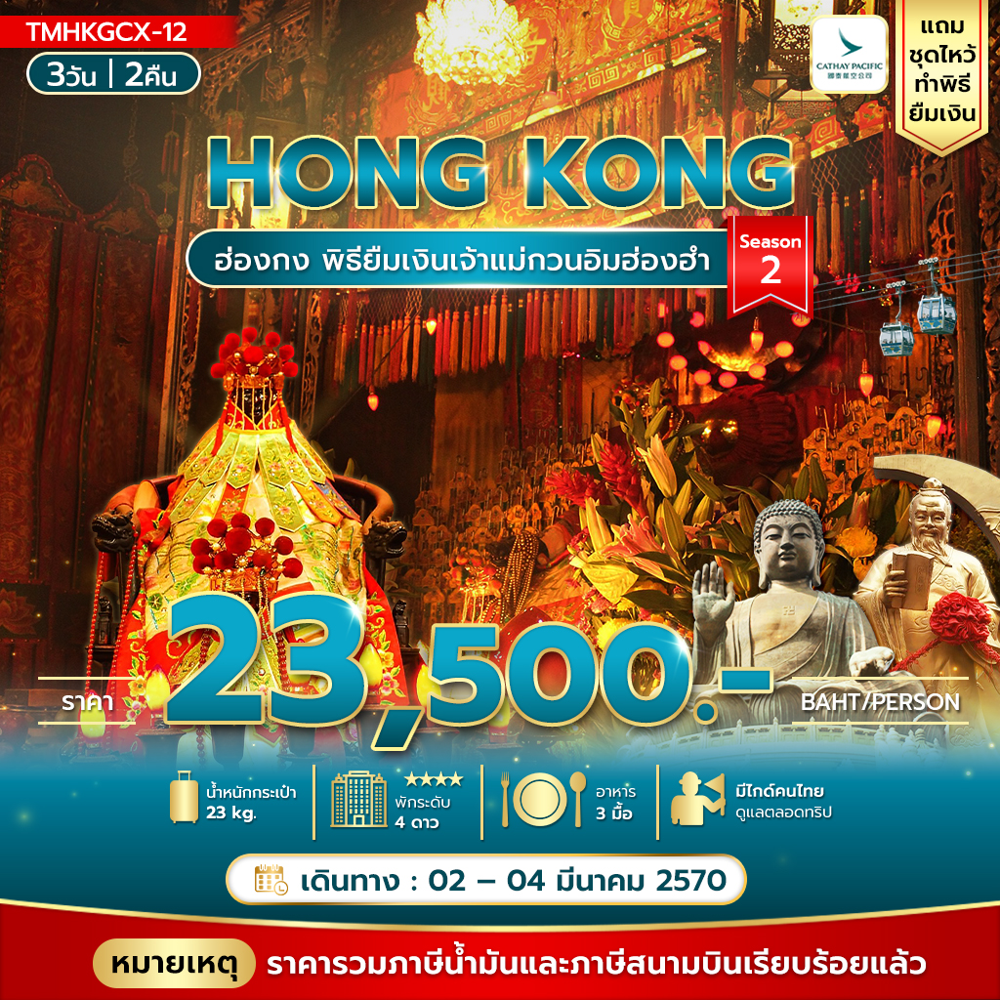 TMHKGCX-12
3วัน | 2คืน
CATHAY PACIFIC
國泰航空公司
แถม
ชุดไหว้
ทำพิธี
ยืมเงิน
HONG KONG
ฮ่องกง พิธียืมเงินเจ้าแม่กวนอิมฮ่องฮำ
Season
2
ราคา
23,500.-
BAHT/PERSON
น้ำหนักกระเป๋า
23 kg.
พักระดับ
4 ดาว
อาหาร
3 มื้อ
มีไกด์คนไทย
ดูแลตลอดทริป
เดินทาง : 02 – 04 มีนาคม 2570
หมายเหตุ ราคารวมภาษีน้ำมันและภาษีสนามบินเรียบร้อยแล้ว